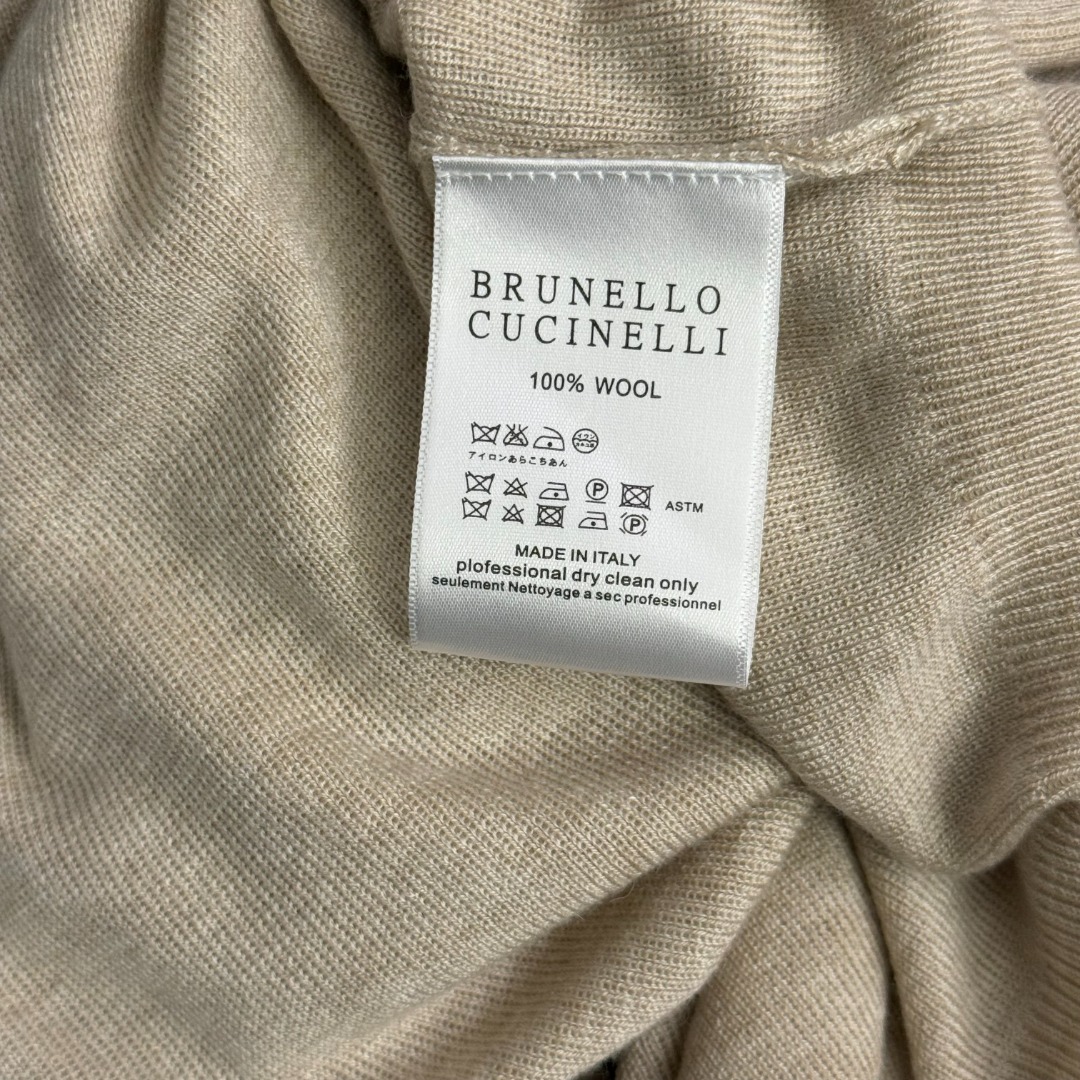 BRUNELLO
CUCINELLI
100% WOOL
アイロンあらこちあん
P ASTM
P
MADE IN ITALY
plofessional dry clean only
seulement Nettoyage a sec professionnel